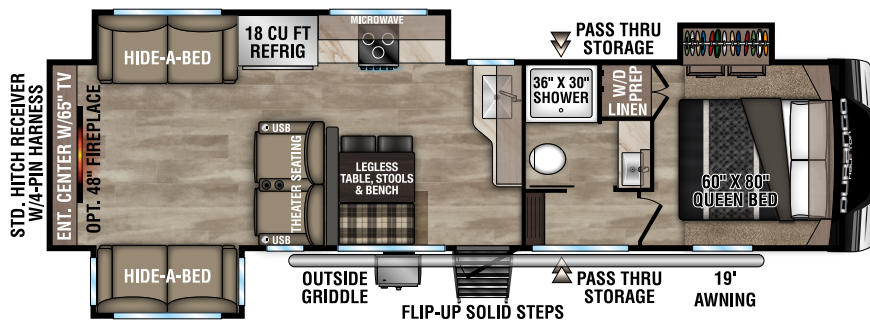 STD. HITCH RECEIVER
W/4-PIN HARNESS
ENT. CENTER W/65" TV
OPT. 48" FIREPLACE
HIDE-A-BED
18 CU FT
REFRIG
MICROWAVE
PASS THRU
STORAGE
36" X 30"
SHOWER
W/D
PREP
LINEN
USB
THEATER SEATING
USB
LEGLESS
TABLE, STOOLS
& BENCH
60" X 80"
QUEEN BED
DURANGO
HIDE-A-BED
OUTSIDE
GRIDDLE
FLIP-UP SOLID STEPS
PASS THRU
STORAGE
19'
AWNING